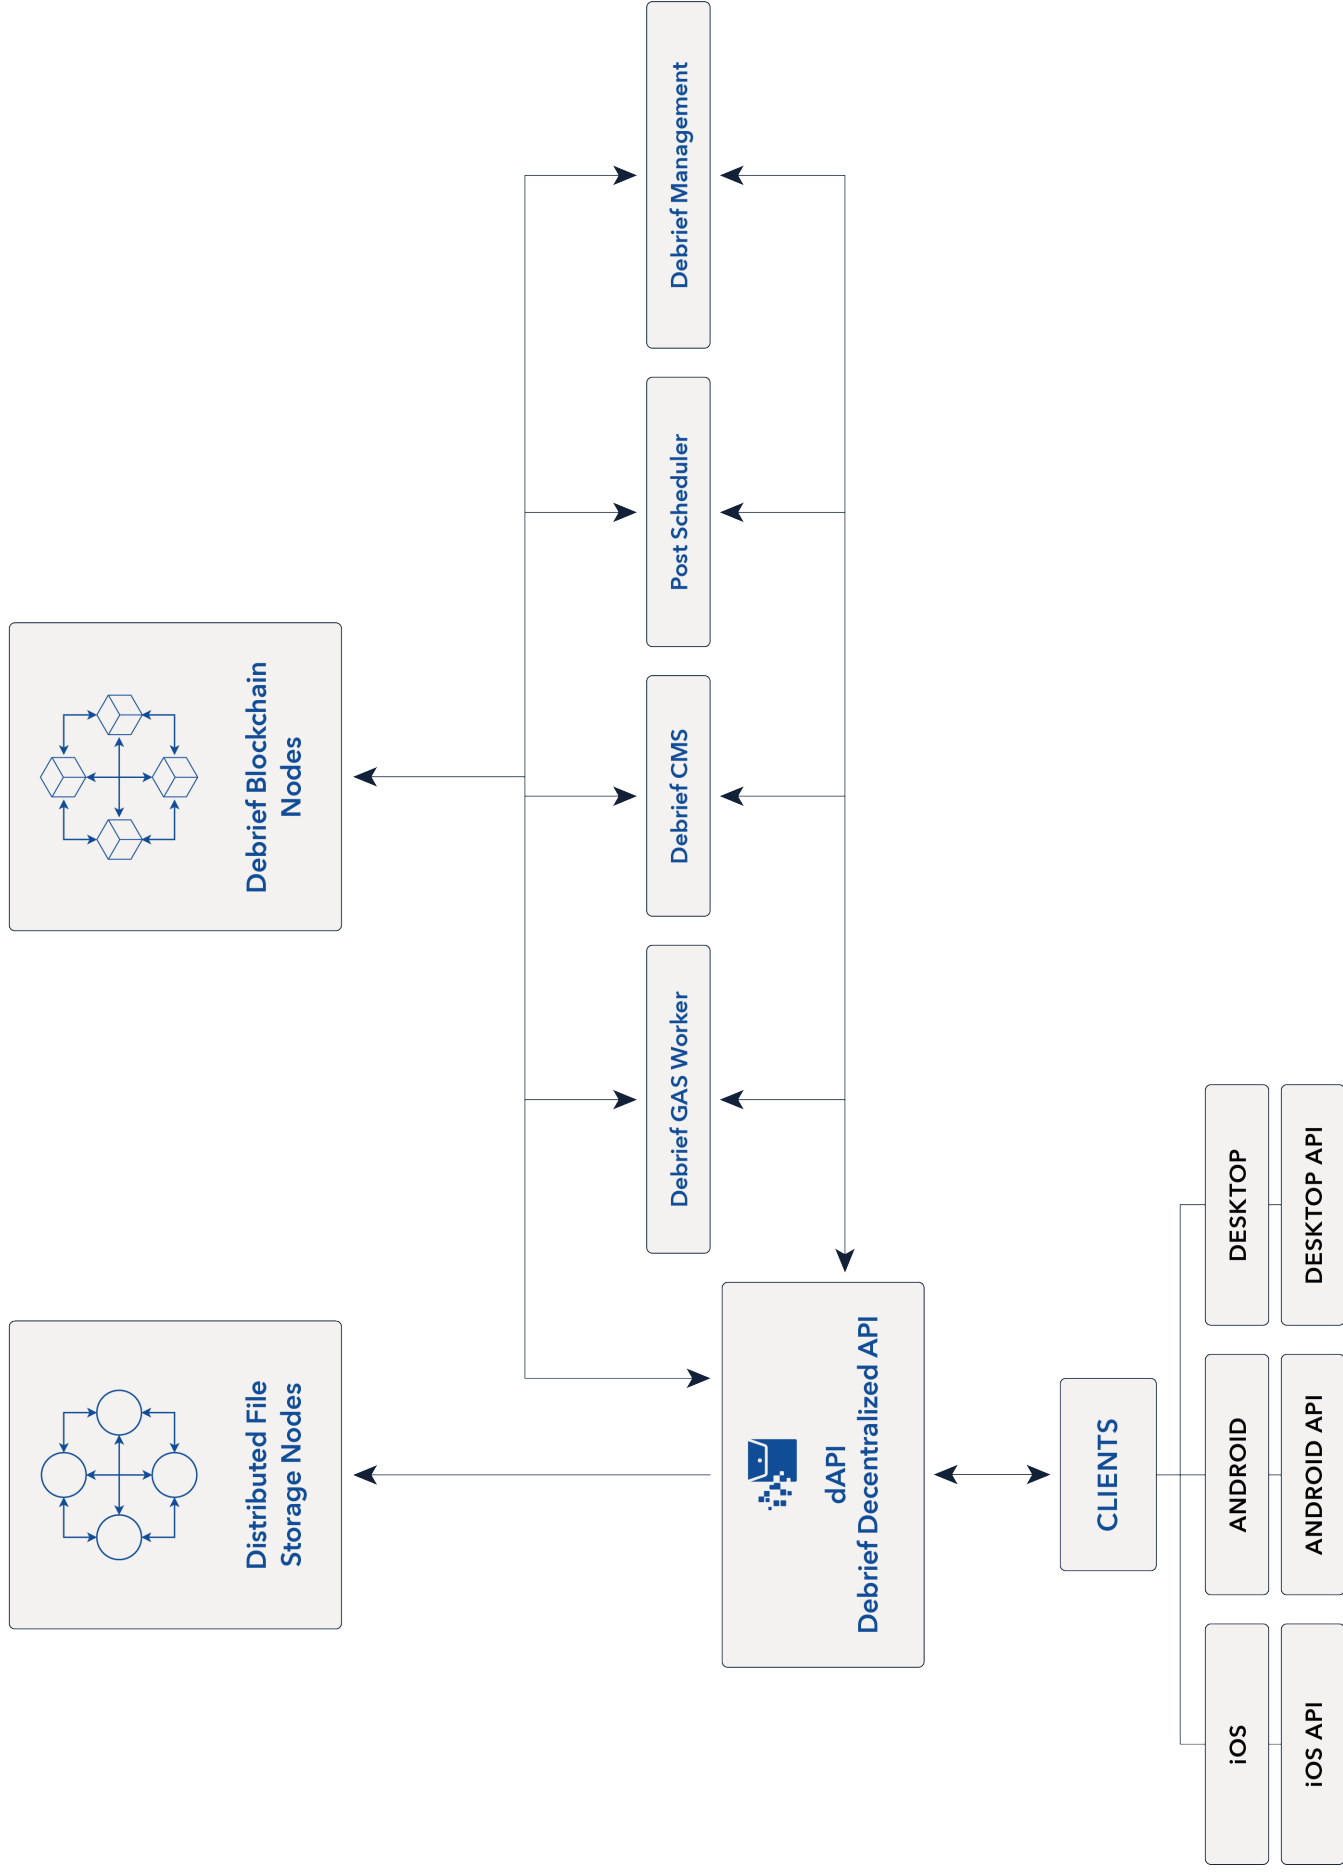 Distributed File
Storage Nodes
Debrief Blockchain
Nodes
Debrief GAS Worker
Debrief CMS
Post Scheduler
Debrief Management
dAPI
Debrief Decentralized API
CLIENTS
iOS
ANDROID
DESKTOP
iOS API
ANDROID API
DESKTOP API